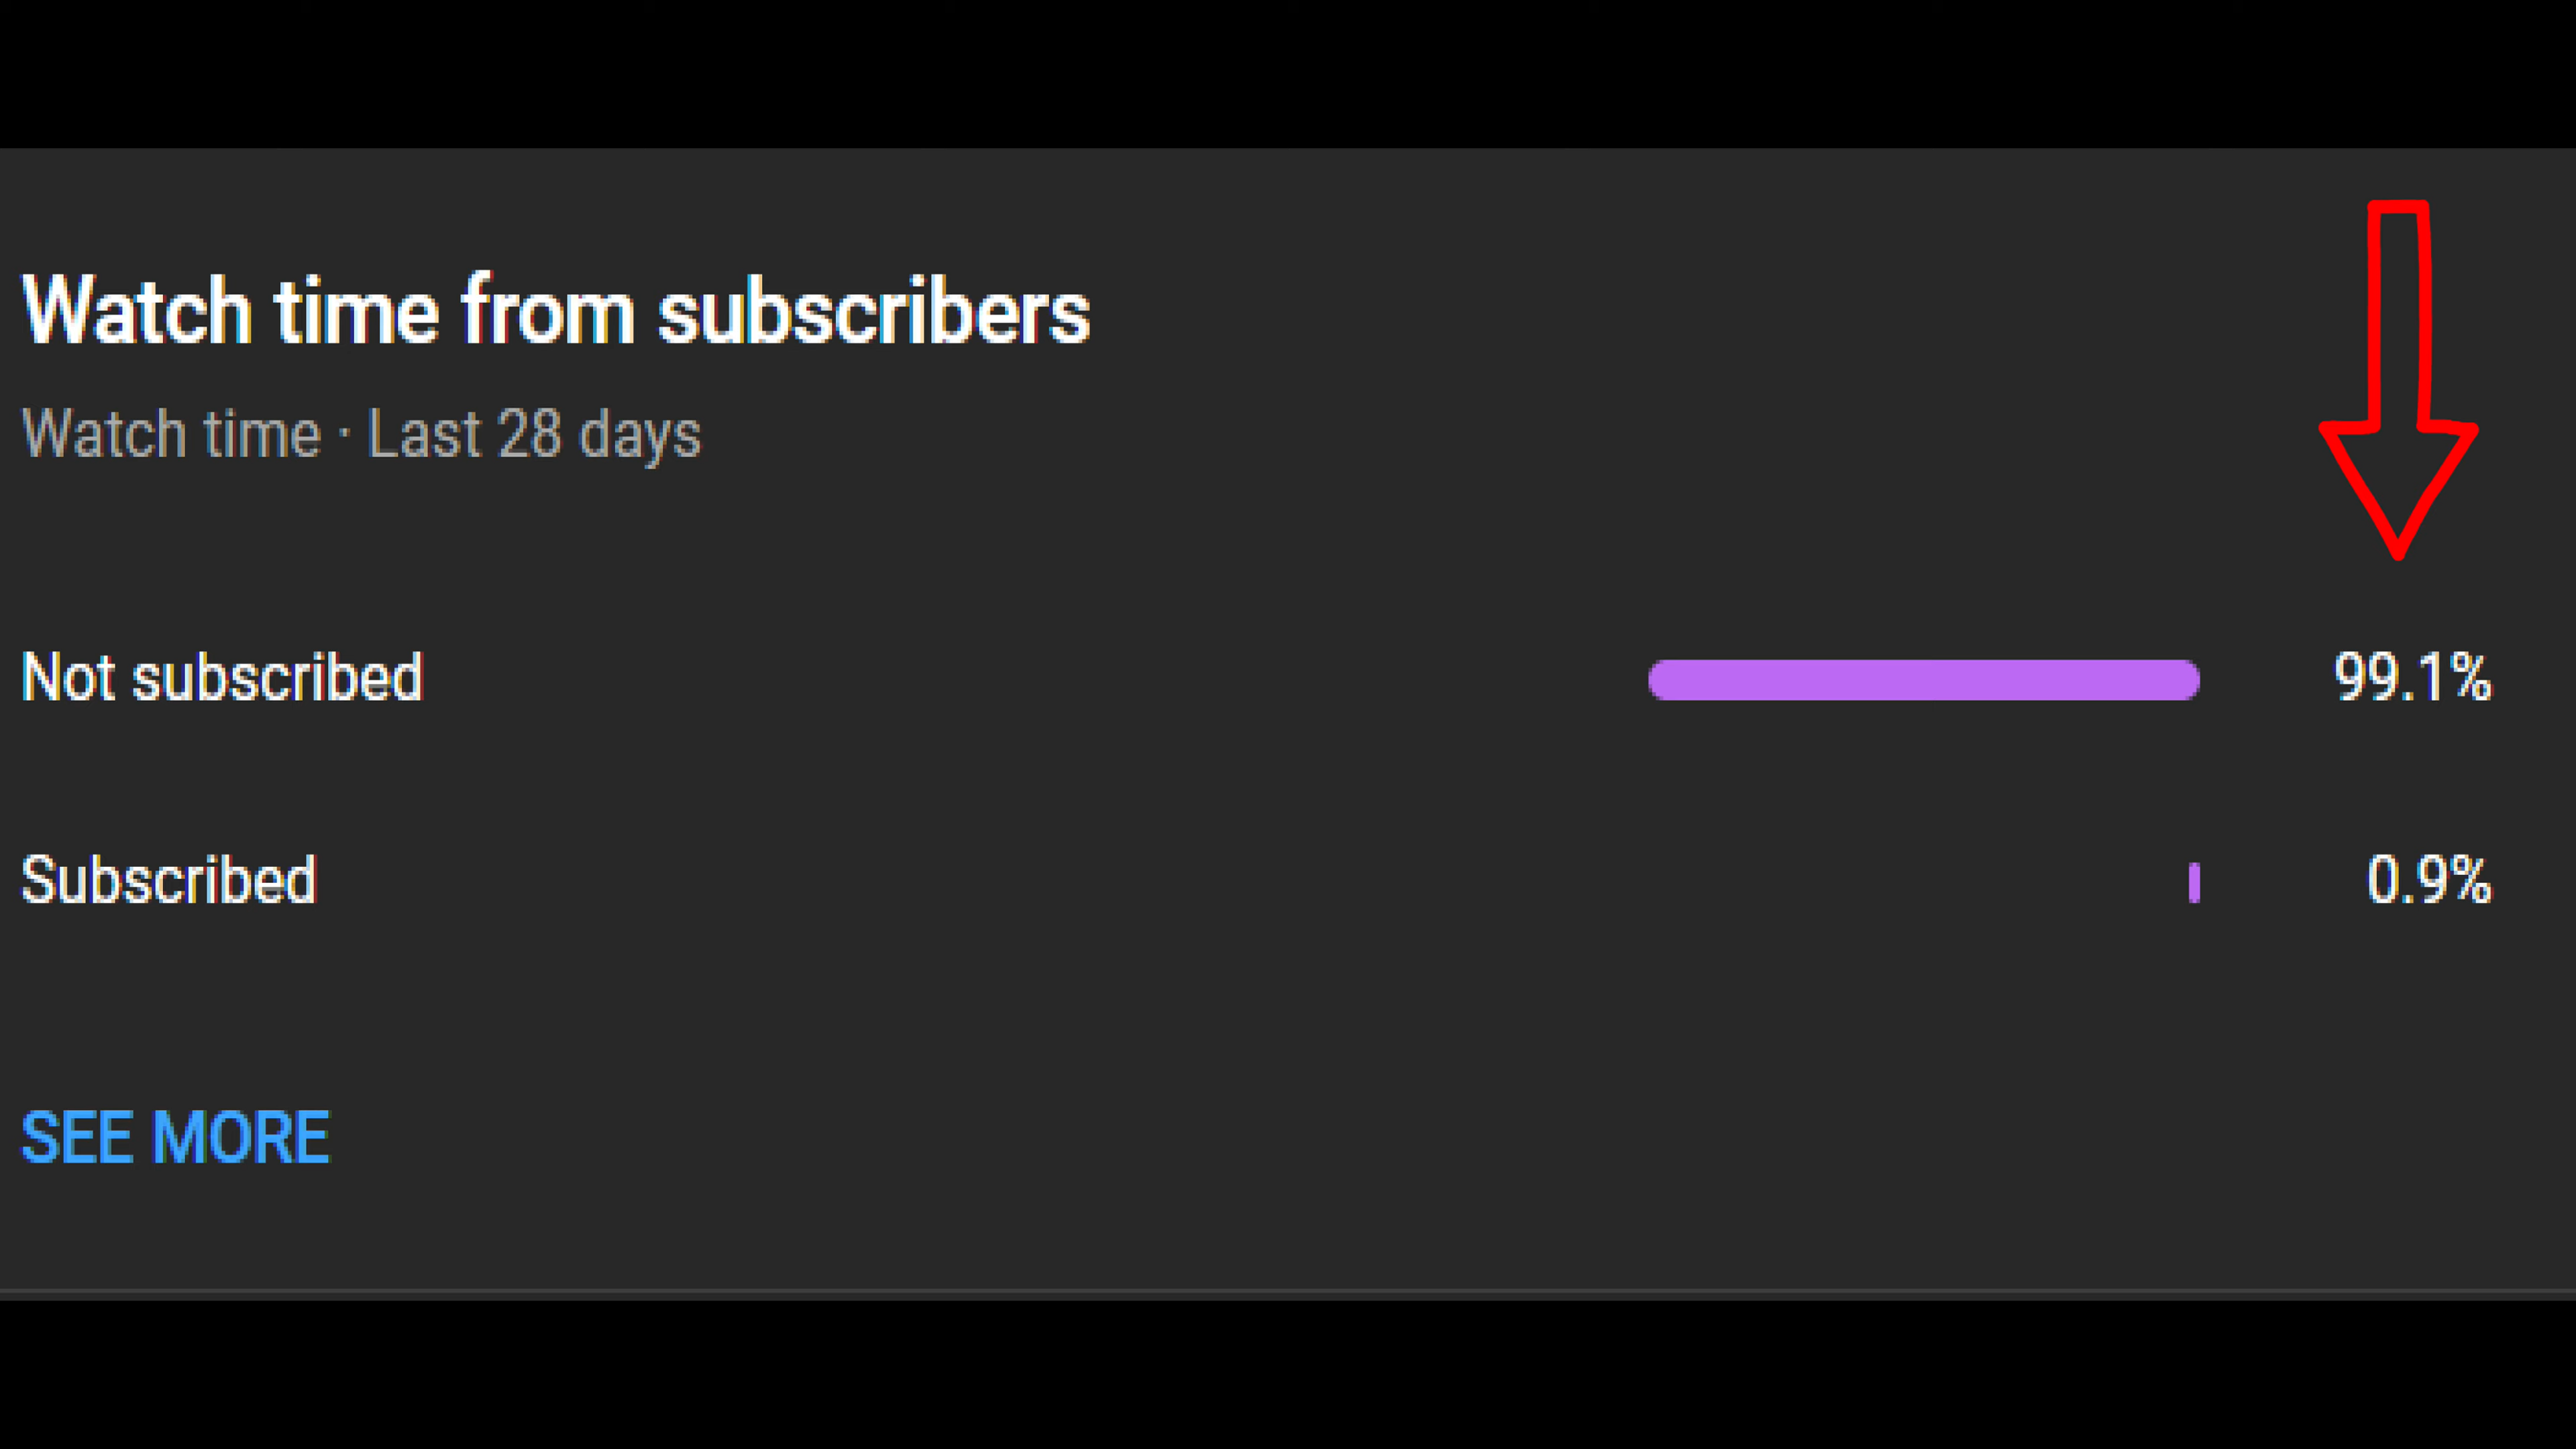 Watch time from subscribers
Watch time · Last 28 days
Not subscribed 99.1%
Subscribed 0.9%
SEE MORE